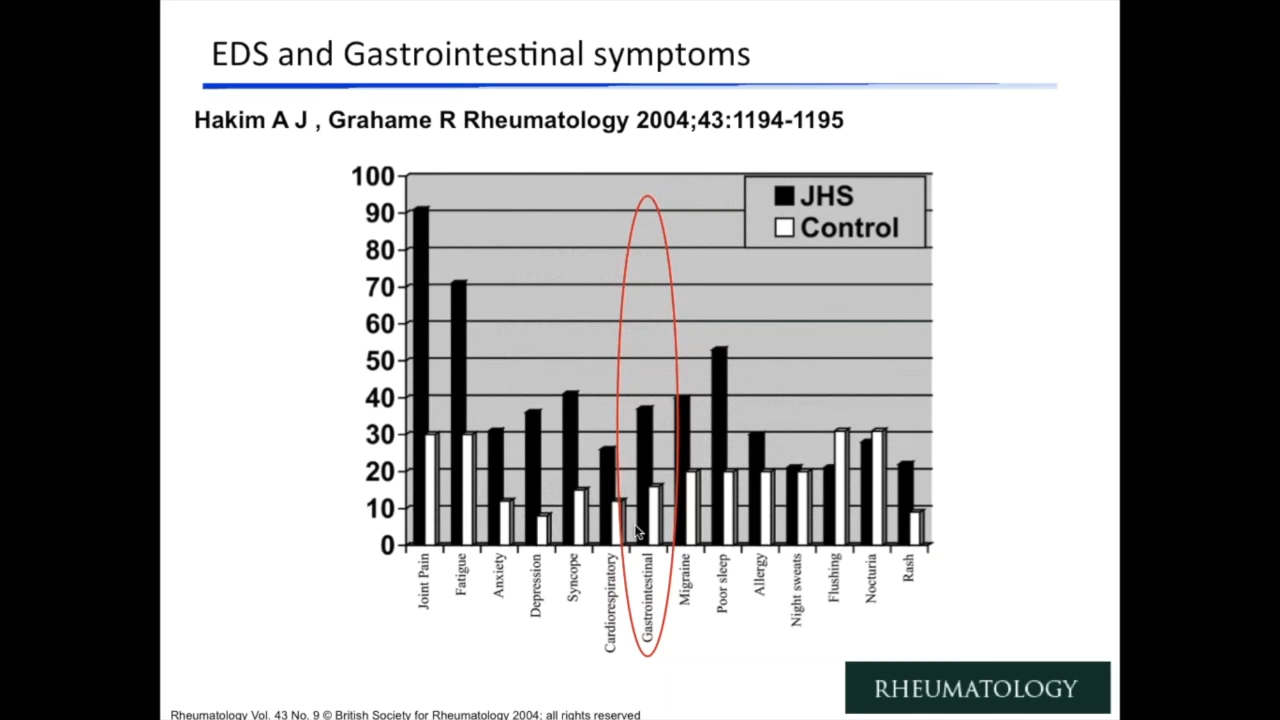 EDS and Gastrointestinal symptoms
Hakim A J , Grahame R Rheumatology 2004;43:1194-1195
100
90
80
70
60
50
40
30
20
10
0
JHS
Control
Joint Pain
Fatigue
Anxiety
Depression
Syncope
Cardiorespiratory
Gastrointestinal
Migraine
Poor sleep
Allergy
Night sweats
Flushing
Nocturia
Rash
RHEUMATOLOGY
Rheumatology Vol. 43 No. 9 © British Society for Rheumatology 2004; all rights reserved